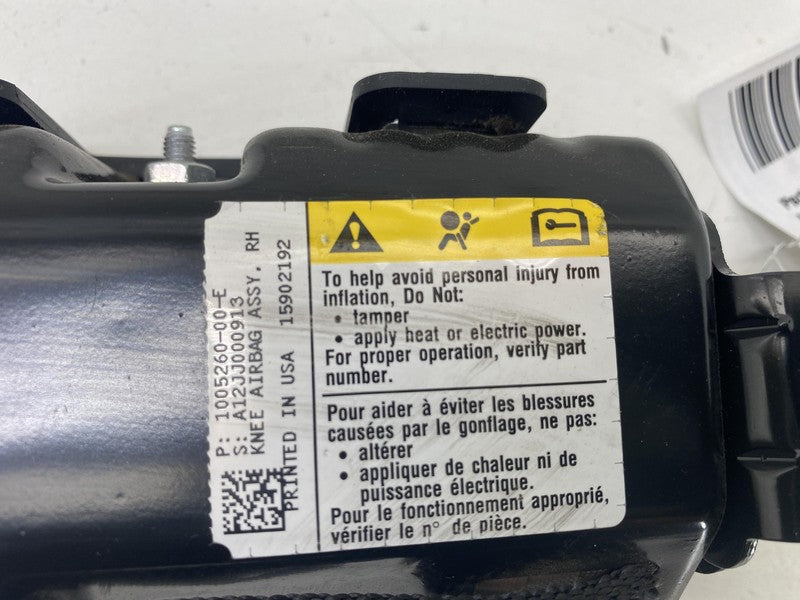 P: 1005260-00-E
S: A12JJ000913
KNEE AIRBAG ASSY. RH
PRINTED IN USA 15902192
To help avoid personal injury from
inflation, Do Not:
• tamper
• apply heat or electric power.
For proper operation, verify part
number.
Pour aider à éviter les blessures
causées par le gonflage, ne pas:
• altérer
• appliquer de chaleur ni de
puissance électrique.
Pour le fonctionnement approprié,
vérifier le n° de pièce.